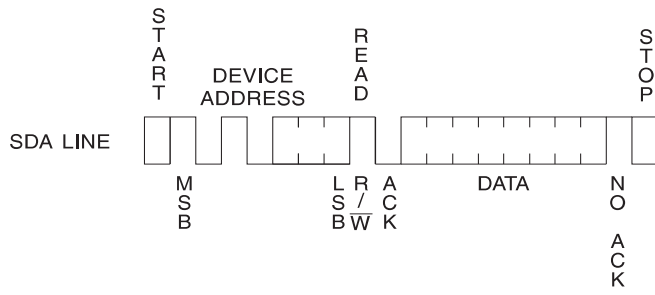 START
DEVICE
ADDRESS
READ
STOP
SDA LINE
MSB
LSB
R/W
ACK
DATA
NO ACK